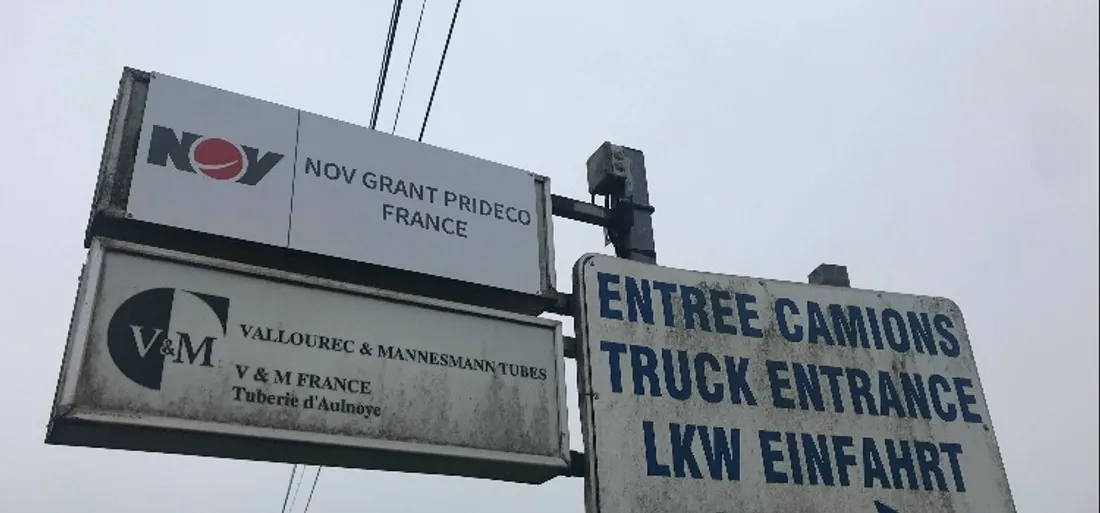 NOV
NOV GRANT PRIDECO
FRANCE
V&M
VALLOUREC & MANNESMANN TUBES
V & M FRANCE
Tuberie d'Aulnoye
ENTREE CAMIONS
TRUCK ENTRANCE
LKW EINFAHRT